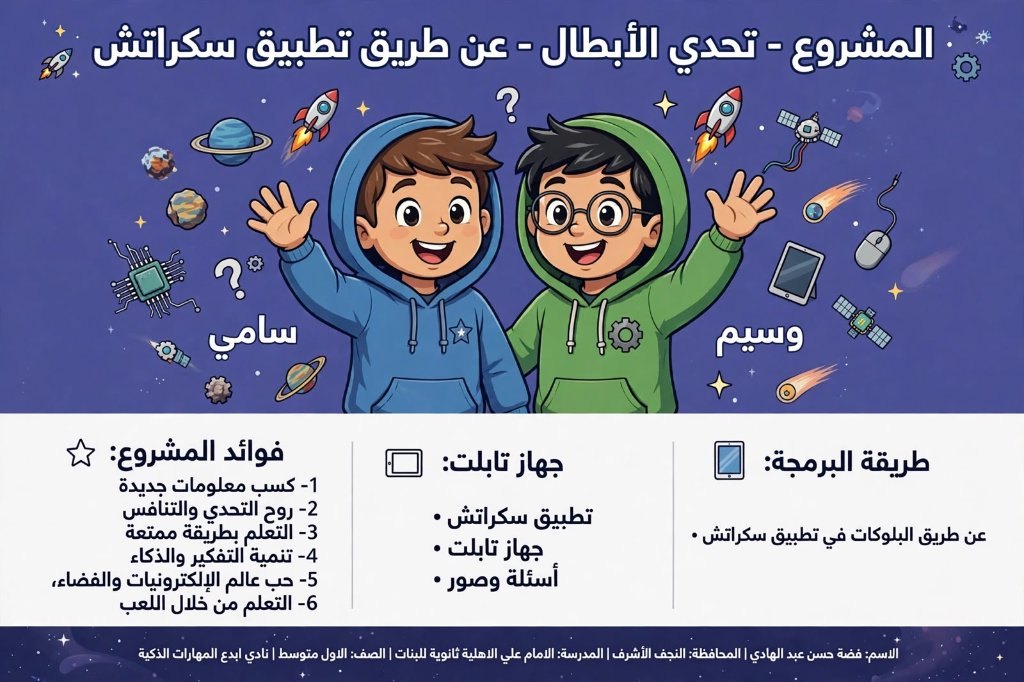 المشروع - تحدي الأبطال - عن طريق تطبيق سكراتش
?
?
سامي
وسيم
طريقة البرمجة:
عن طريق البلوكات في تطبيق سكراتش •
جهاز تابلت:
تطبيق سكراتش •
جهاز تابلت •
أسئلة وصور •
فوائد المشروع:
1- كسب معلومات جديدة
2- روح التحدي والتنافس
3- التعلم بطريقة ممتعة
4- تنمية التفكير والذكاء
5- حب عالم الإلكترونيات والفضاء،
6- التعلم من خلال اللعب
الاسم: فضة حسن عبد الهادي | المحافظة: النجف الأشرف | المدرسة: الامام علي الاهلية ثانوية للبنات | الصف: الاول متوسط | نادي ابدع المهارات الذكية